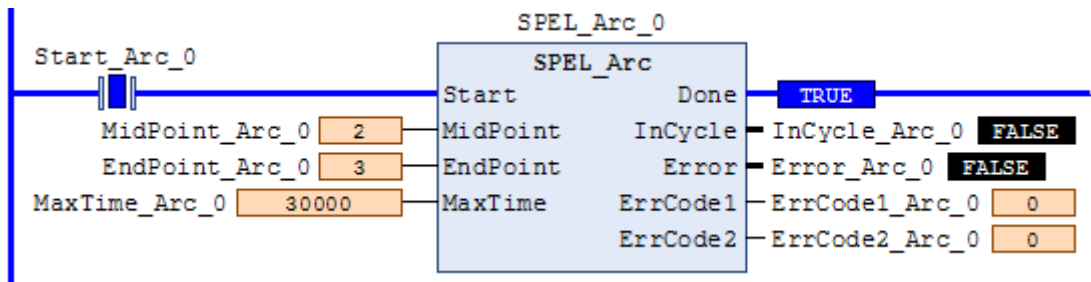 SPEL_Arc_0
Start_Arc_0 SPEL_Arc
Start Done TRUE
MidPoint_Arc_0 2 MidPoint InCycle InCycle_Arc_0 FALSE
EndPoint_Arc_0 3 EndPoint Error Error_Arc_0 FALSE
MaxTime_Arc_0 30000 MaxTime ErrCode1 ErrCode1_Arc_0 0
ErrCode2 ErrCode2_Arc_0 0